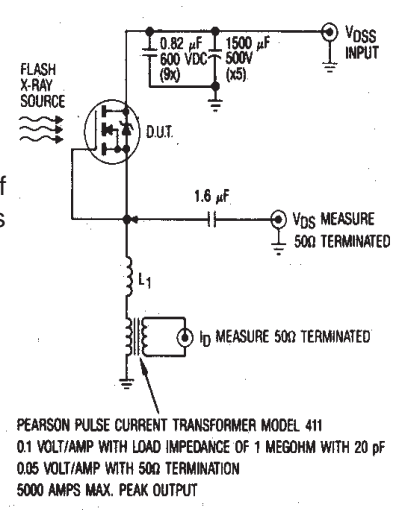 0.82 μF
600 VDC
(9x)
1500 μF
500V
(x5)
VDSS
INPUT
FLASH
X-RAY
SOURCE
D.U.T.
f
s
1.6 μF
VDS MEASURE
50Ω TERMINATED
L1
ID MEASURE 50Ω TERMINATED
PEARSON PULSE CURRENT TRANSFORMER MODEL 411
0.1 VOLT/AMP WITH LOAD IMPEDANCE OF 1 MEGOHM WITH 20 pF
0.05 VOLT/AMP WITH 50Ω TERMINATION
5000 AMPS MAX. PEAK OUTPUT